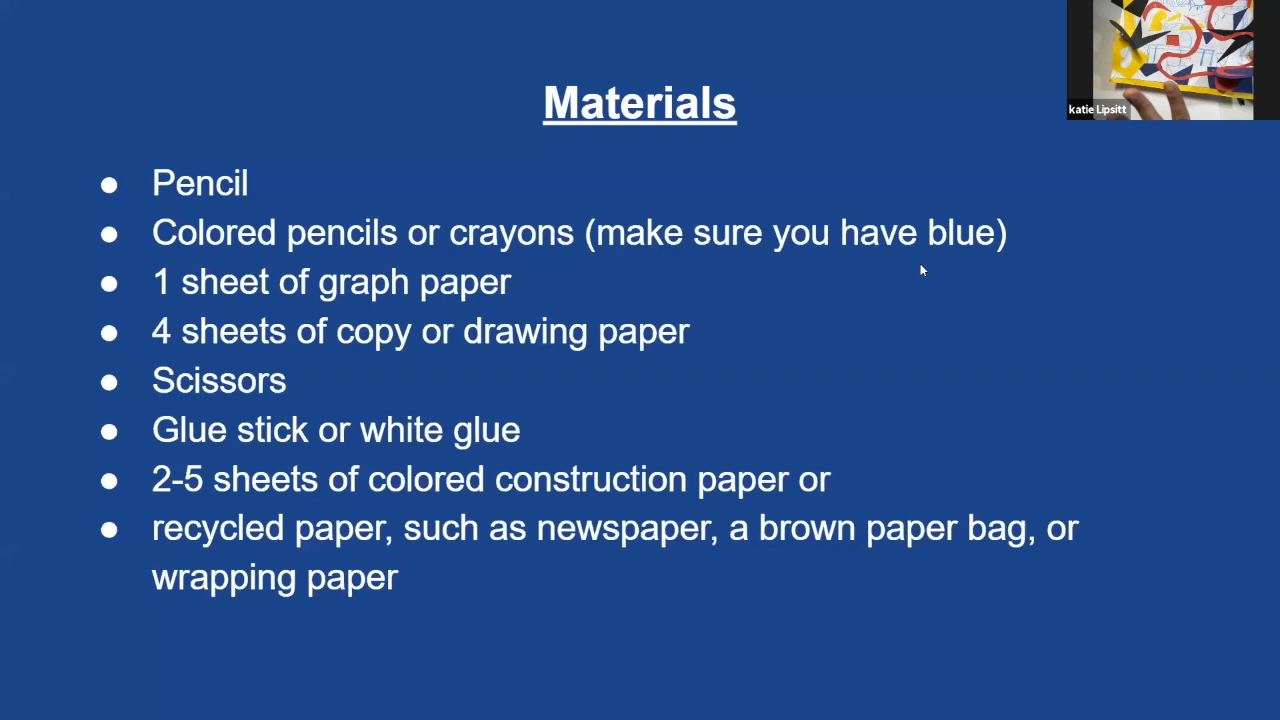 Materials
katie Lipsitt
● Pencil
● Colored pencils or crayons (make sure you have blue)
● 1 sheet of graph paper
● 4 sheets of copy or drawing paper
● Scissors
● Glue stick or white glue
● 2-5 sheets of colored construction paper or
● recycled paper, such as newspaper, a brown paper bag, or
wrapping paper